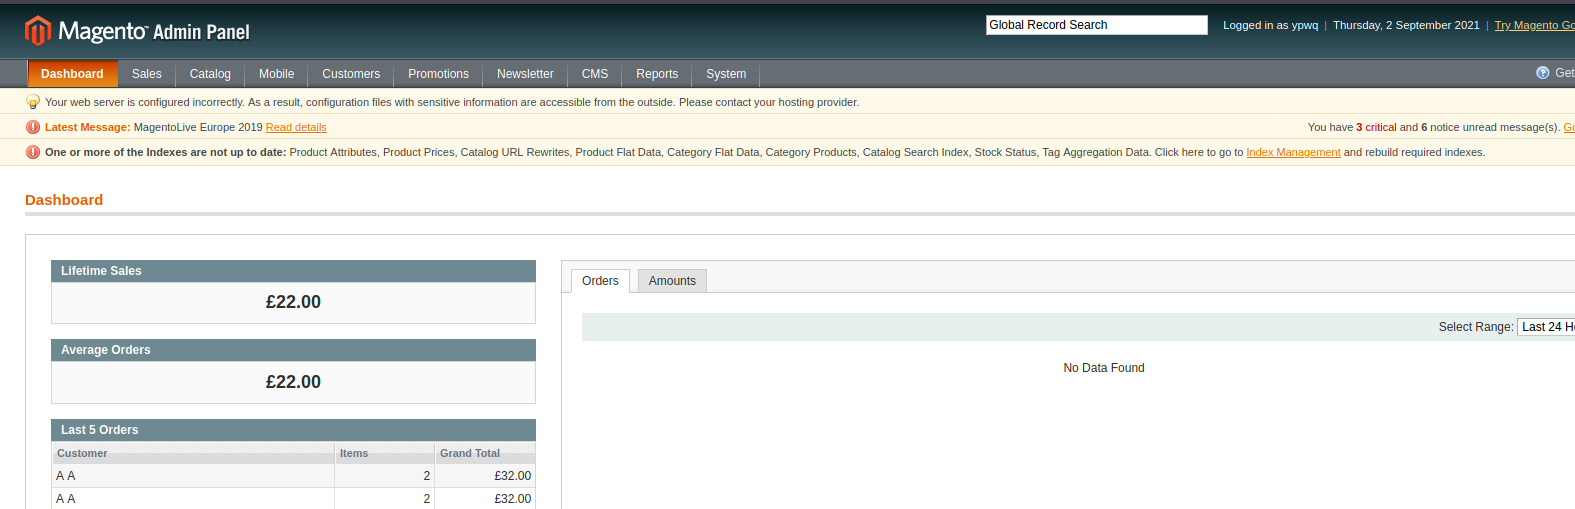 Magento™ Admin Panel
Global Record Search
Logged in as ypwq | Thursday, 2 September 2021 | Try Magento Go
Dashboard Sales Catalog Mobile Customers Promotions Newsletter CMS Reports System Get
Your web server is configured incorrectly. As a result, configuration files with sensitive information are accessible from the outside. Please contact your hosting provider.
Latest Message: MagentoLive Europe 2019 Read details You have 3 critical and 6 notice unread message(s). Go
One or more of the Indexes are not up to date: Product Attributes, Product Prices, Catalog URL Rewrites, Product Flat Data, Category Flat Data, Category Products, Catalog Search Index, Stock Status, Tag Aggregation Data. Click here to go to Index Management and rebuild required indexes.
Dashboard
Lifetime Sales
£22.00
Average Orders
£22.00
Last 5 Orders
Customer Items Grand Total
A A 2 £32.00
A A 2 £32.00
Orders Amounts
Select Range: Last 24 Ho
No Data Found